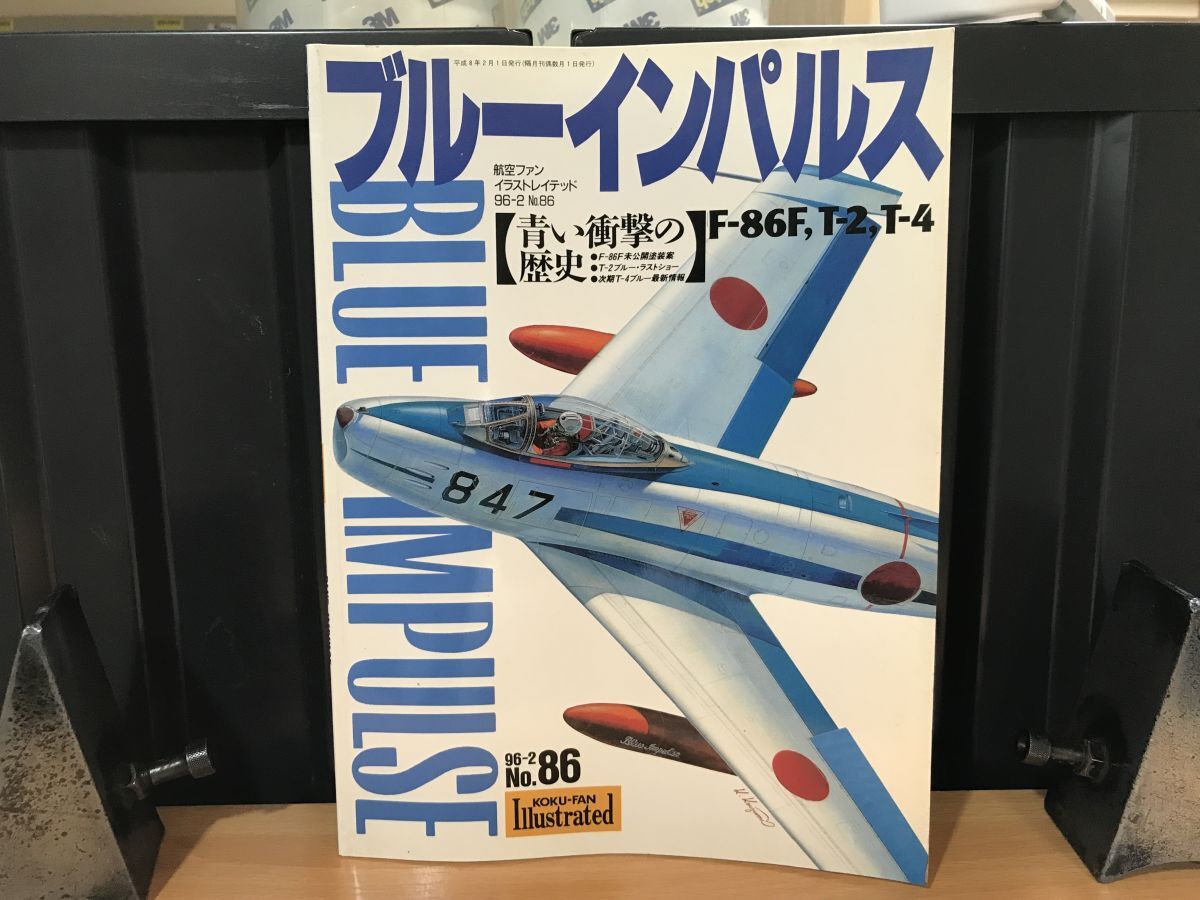 3M
3M
平成8年2月1日発行(隔月刊偶数月1日発行)
ブルーインパルス
BLUE IMPULSE
航空ファン
イラストレイテッド
96-2 No.86
【青い衝撃の歴史】
●F-86F未公開塗装案
●T-2ブルー・ラストショー
●次期T-4ブルー最新情報
F-86F, T-2, T-4
847
Blue Impulse
96-2
No.86
KOKU-FAN
Illustrated